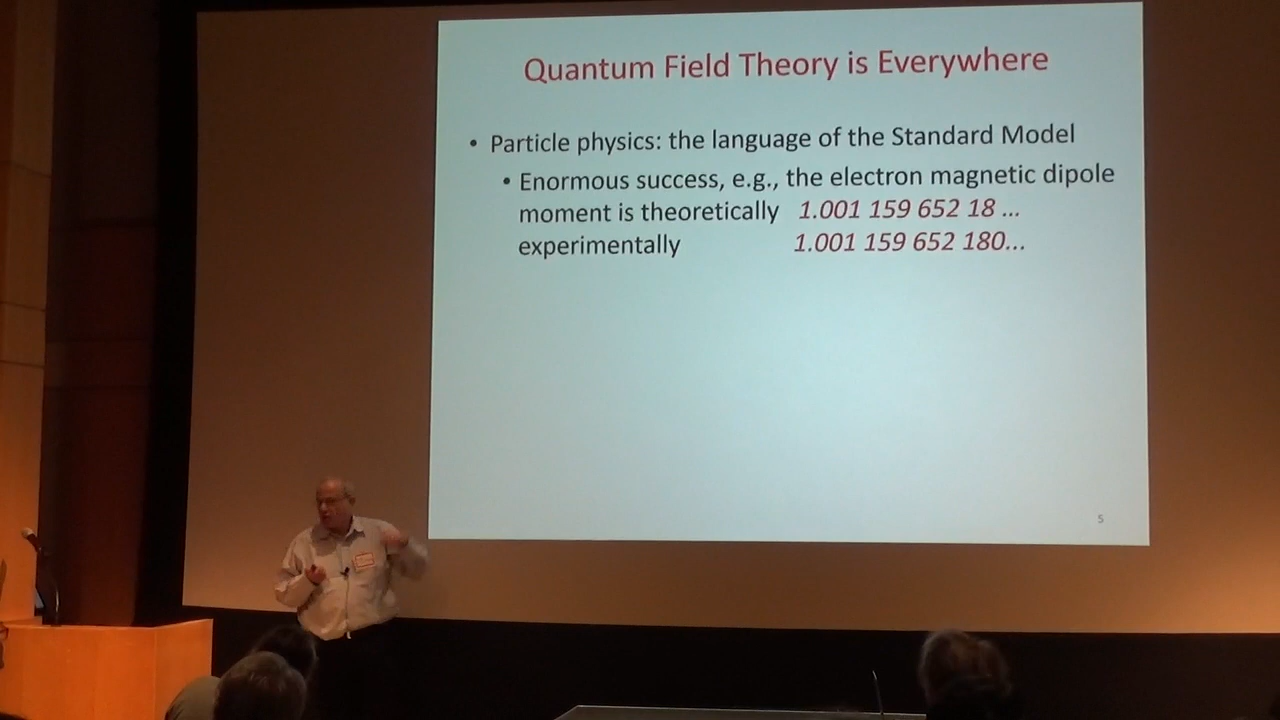 Quantum Field Theory is Everywhere
• Particle physics: the language of the Standard Model
• Enormous success, e.g., the electron magnetic dipole
moment is theoretically 1.001 159 652 18 ...
experimentally 1.001 159 652 180...
5